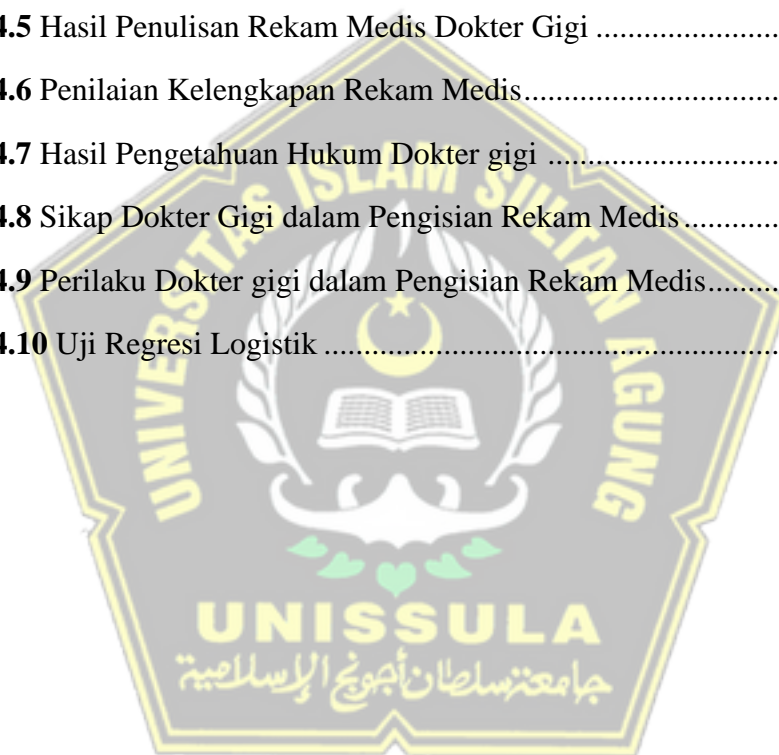 4.5 Hasil Penulisan Rekam Medis Dokter Gigi ........................
4.6 Penilaian Kelengkapan Rekam Medis.................................
4.7 Hasil Pengetahuan Hukum Dokter gigi ..............................
4.8 Sikap Dokter Gigi dalam Pengisian Rekam Medis.............
4.9 Perilaku Dokter gigi dalam Pengisian Rekam Medis.........
4.10 Uji Regresi Logistik ..........................................................
UNIVERSITAS ISLAM SULTAN AGUNG
UNISSULA
جامعة سلطان أجونج الإسلامية